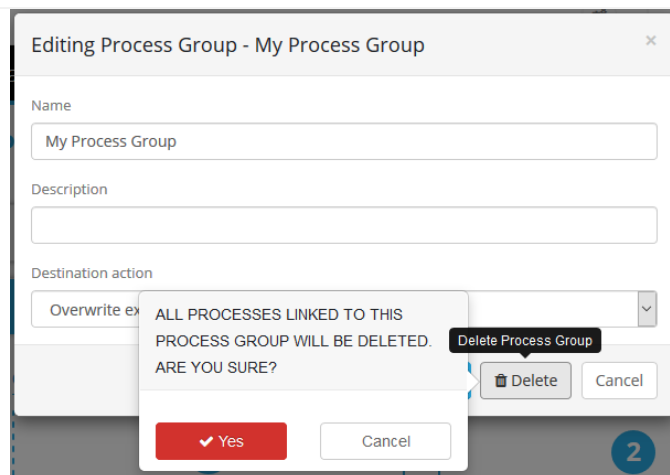 Editing Process Group - My Process Group
×
Name
My Process Group
Description
Destination action
Overwrite ex
ALL PROCESSES LINKED TO THIS
PROCESS GROUP WILL BE DELETED.
ARE YOU SURE?
Delete Process Group
Delete
Cancel
Yes
Cancel
2